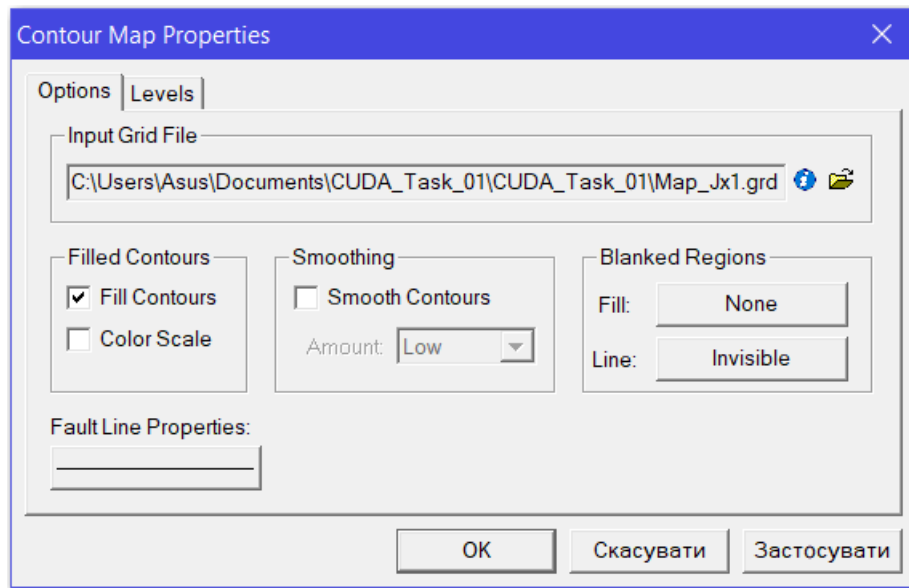 Contour Map Properties
Options Levels
Input Grid File
C:\Users\Asus\Documents\CUDA_Task_01\CUDA_Task_01\Map_Jx1.grd
Filled Contours
Fill Contours
Color Scale
Smoothing
Smooth Contours
Amount: Low
Blanked Regions
Fill: None
Line: Invisible
Fault Line Properties:
OK Скасувати Застосувати